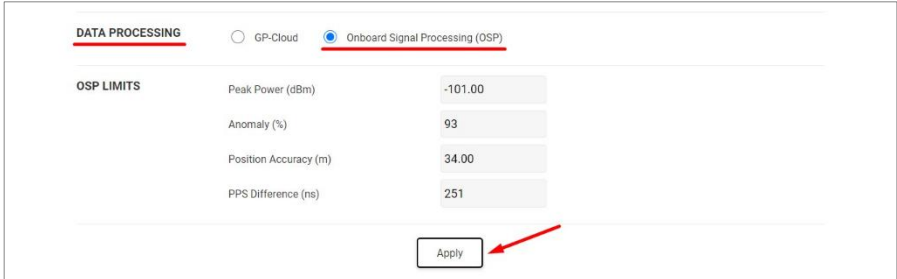 DATA PROCESSING GP-Cloud Onboard Signal Processing (OSP)
OSP LIMITS Peak Power (dBm) -101.00
Anomaly (%) 93
Position Accuracy (m) 34.00
PPS Difference (ns) 251
Apply